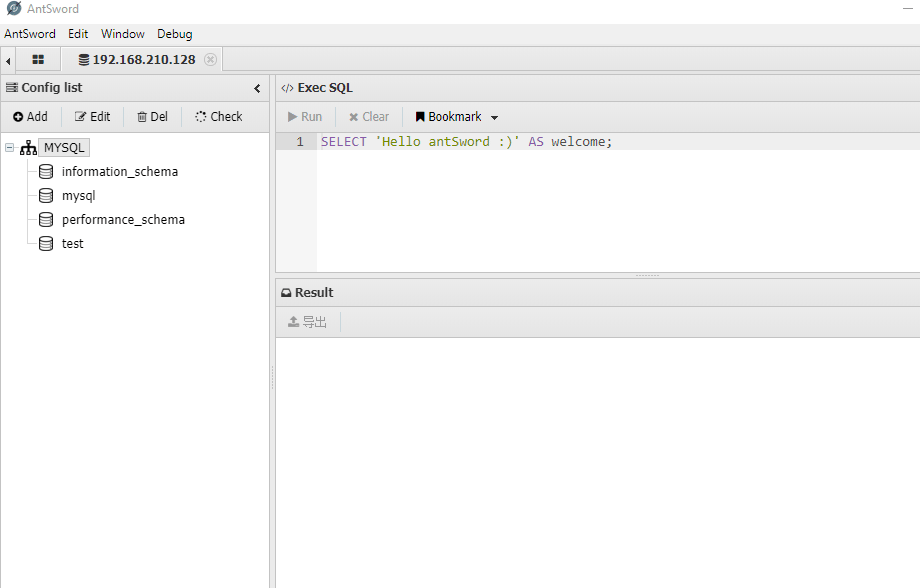 AntSword
AntSword Edit Window Debug
192.168.210.128
Config list
</> Exec SQL
Add Edit Del Check
Run Clear Bookmark
1 SELECT 'Hello antSword :)' AS welcome;
MYSQL
information_schema
mysql
performance_schema
test
Result
导出